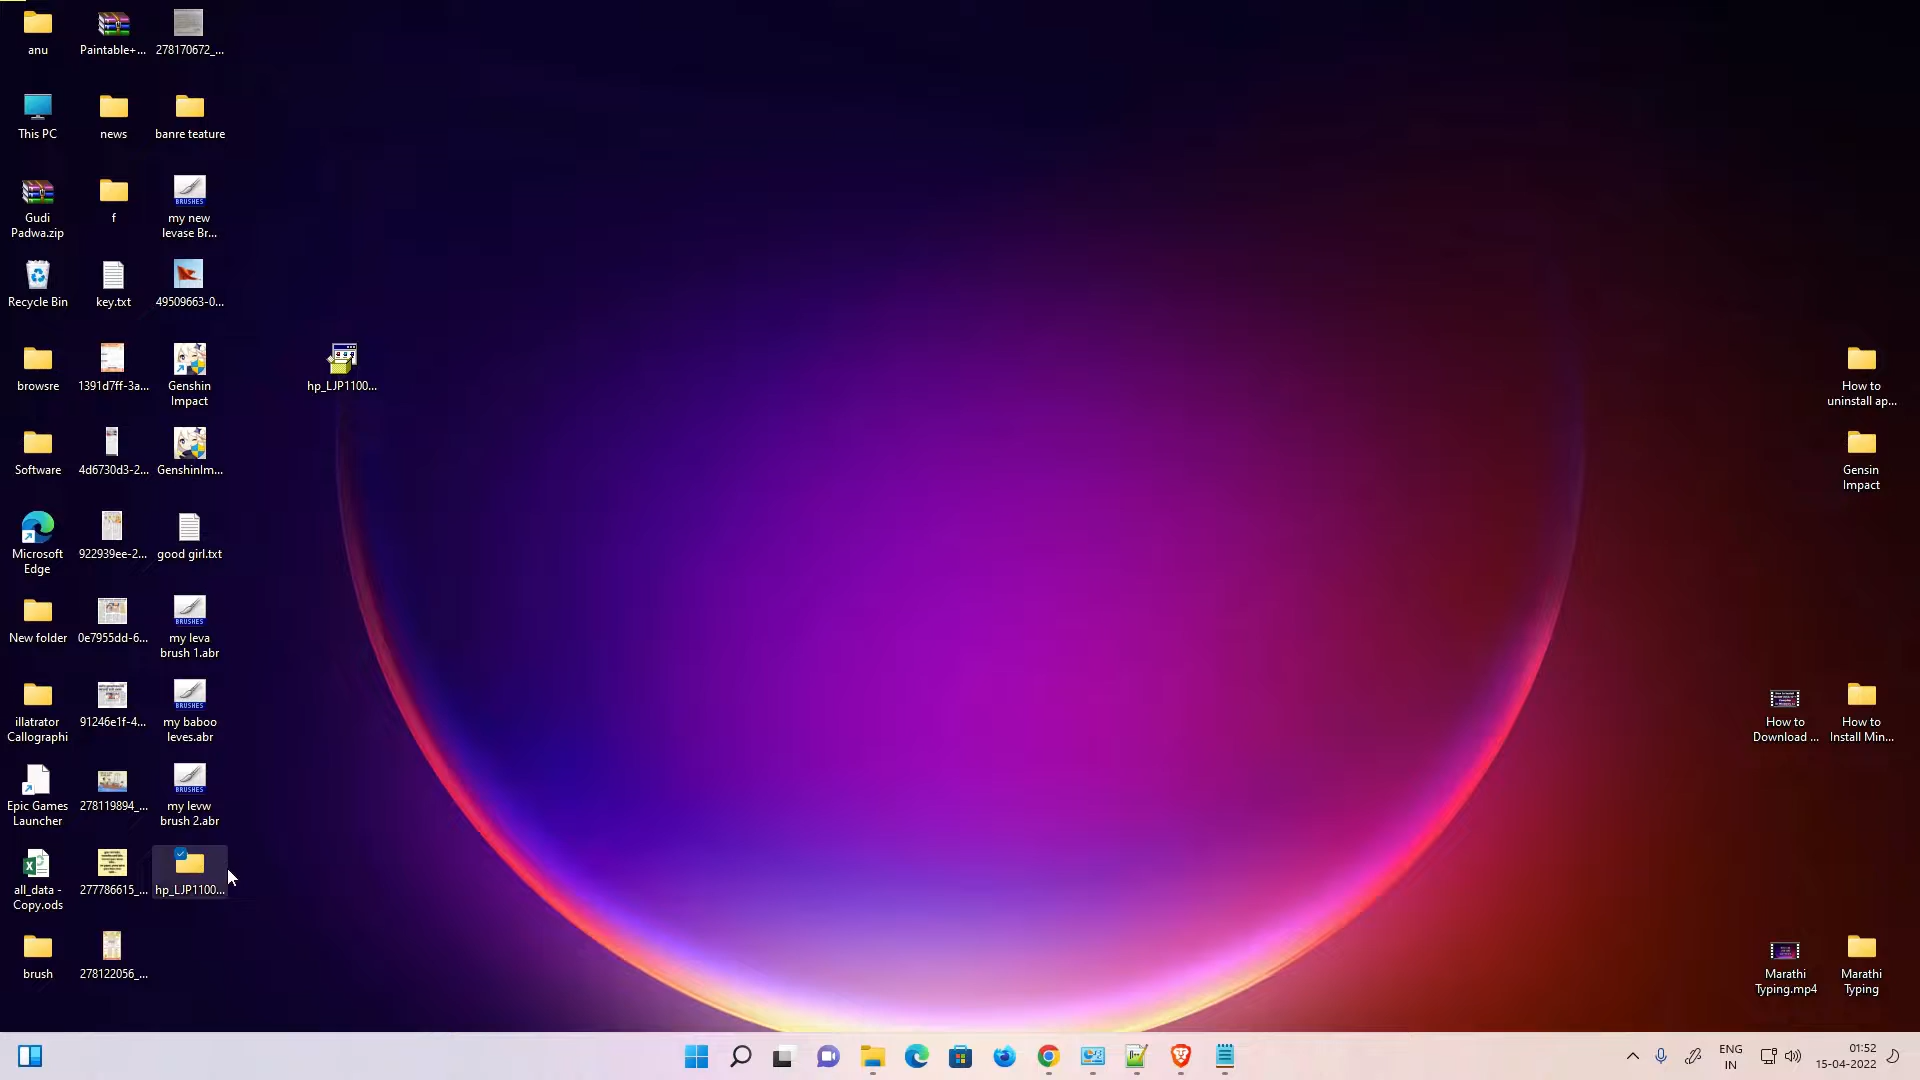 anu
Paintable+...
278170672_...
This PC
news
banre teature
Gudi
Padwa.zip
f
my new
levase Br...
Recycle Bin
key.txt
49509663-0...
browsre
1391d7ff-3a...
Genshin
Impact
hp_LJP1100...
How to
uninstall ap...
Software
4d6730d3-2...
GenshinIm...
Gensin
Impact
Microsoft
Edge
922939ee-2...
good girl.txt
New folder
0e7955dd-6...
my leva
brush 1.abr
illatrator
Callographi
91246e1f-4...
my baboo
leves.abr
How to
Download ...
How to
Install Min...
Epic Games
Launcher
278119894_...
my levw
brush 2.abr
all_data -
Copy.ods
277786615_...
hp_LJP1100...
brush
278122056_...
Marathi
Typing.mp4
Marathi
Typing
BRUSHES
BRUSHES
BRUSHES
BRUSHES
ENG
IN
01:52
15-04-2022